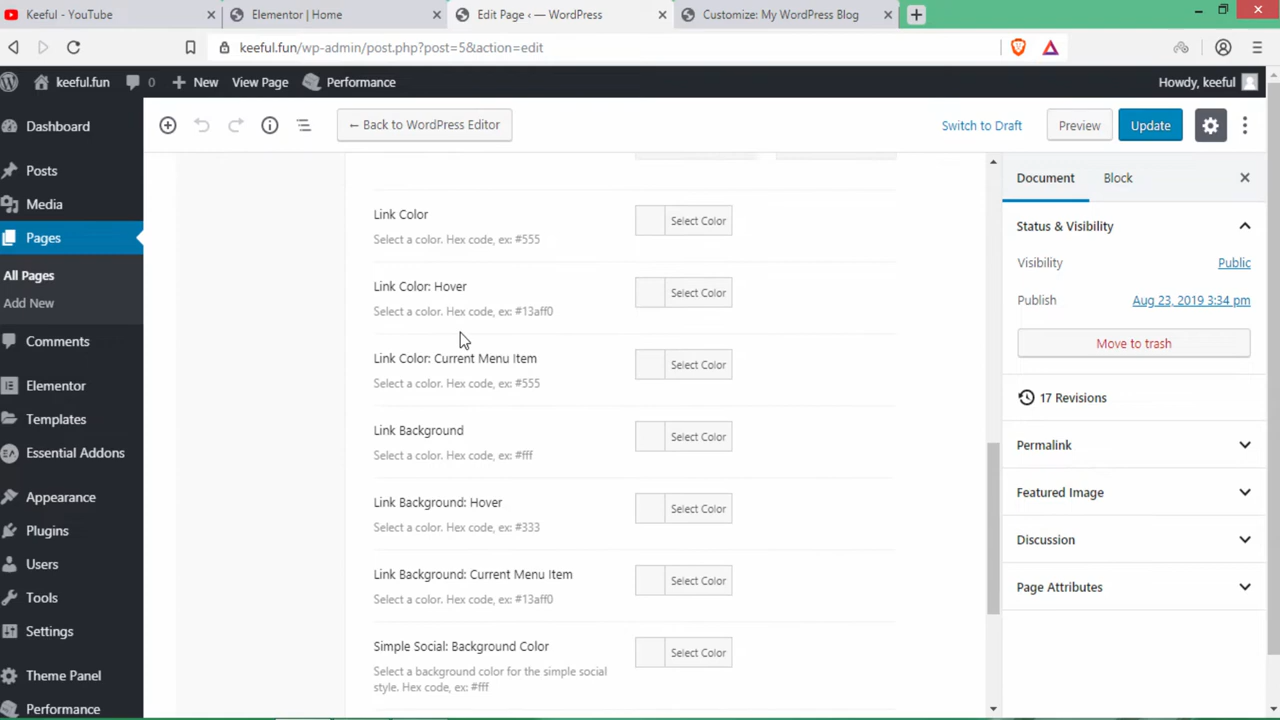 Keeful - YouTube
Elementor | Home
Edit Page ‹ — WordPress
Customize: My WordPress Blog
keeful.fun/wp-admin/post.php?post=5&action=edit
keeful.fun
0
New
View Page
Performance
Howdy, keeful
Dashboard
Posts
Media
Pages
All Pages
Add New
Comments
Elementor
Templates
Essential Addons
Appearance
Plugins
Users
Tools
Settings
Theme Panel
Performance
← Back to WordPress Editor
Switch to Draft
Preview
Update
Link Color
Select a color. Hex code, ex: #555
Select Color
Link Color: Hover
Select a color. Hex code, ex: #13aff0
Select Color
Link Color: Current Menu Item
Select a color. Hex code, ex: #555
Select Color
Link Background
Select a color. Hex code, ex: #fff
Select Color
Link Background: Hover
Select a color. Hex code, ex: #333
Select Color
Link Background: Current Menu Item
Select a color. Hex code, ex: #13aff0
Select Color
Simple Social: Background Color
Select a background color for the simple social
style. Hex code, ex: #fff
Select Color
Document
Block
Status & Visibility
Visibility
Public
Publish
Aug 23, 2019 3:34 pm
Move to trash
17 Revisions
Permalink
Featured Image
Discussion
Page Attributes